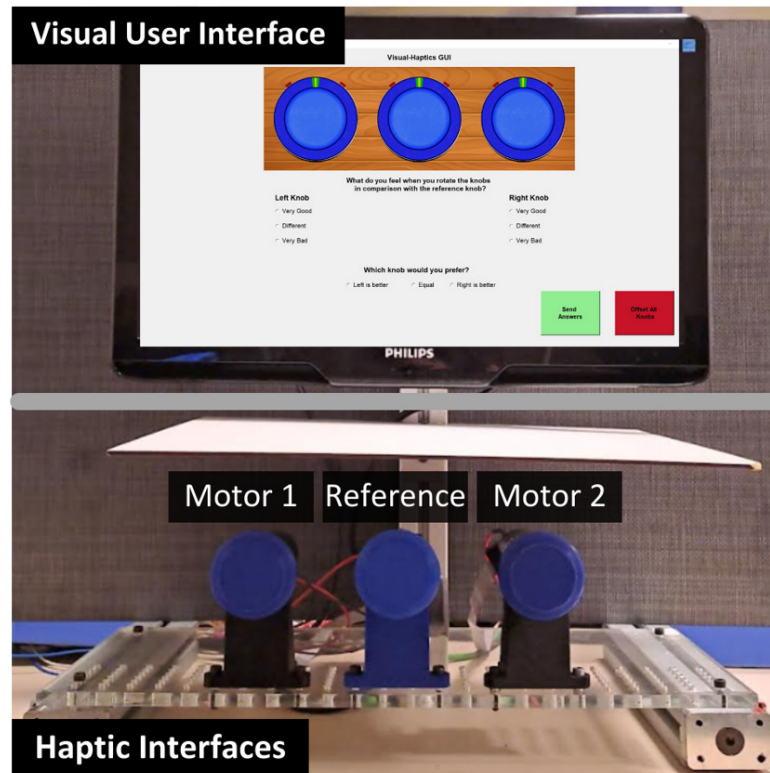 Visual User Interface
Visual-Haptics GUI
What do you feel when you rotate the knobs
in comparison with the reference knob?
Left Knob
Right Knob
Very Good
Very Good
Different
Different
Very Bad
Very Bad
Which knob would you prefer?
Left is better
Equal
Right is better
Send
Answers
Offset All
Knobs
PHILIPS
Motor 1
Reference
Motor 2
Haptic Interfaces